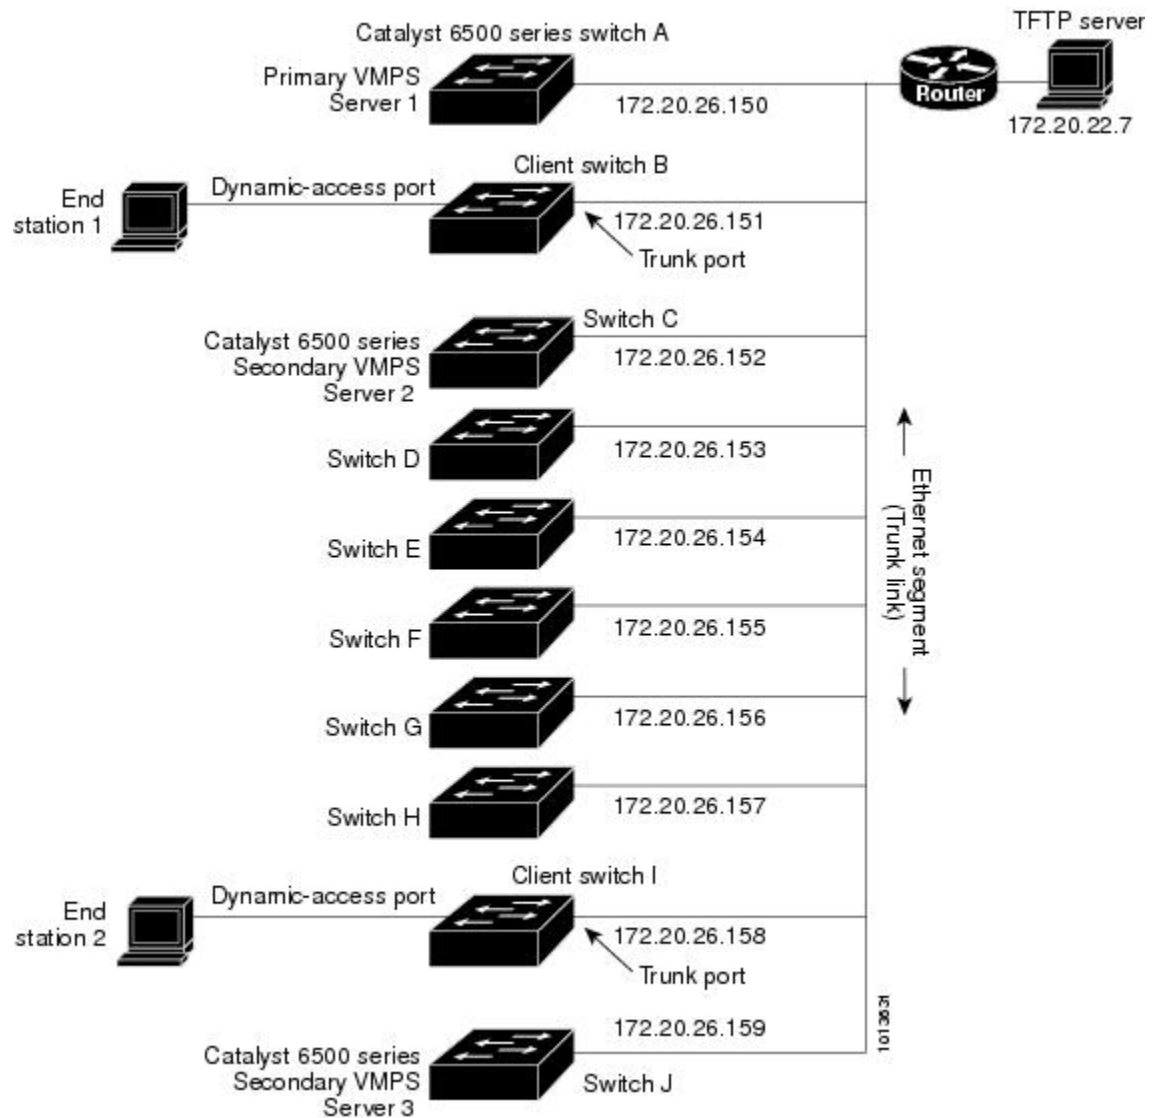 Catalyst 6500 series switch A
Primary VMPS
Server 1
172.20.26.150
Router
TFTP server
172.20.22.7
Client switch B
Dynamic-access port
End
station 1
172.20.26.151
Trunk port
Switch C
Catalyst 6500 series
Secondary VMPS
Server 2
172.20.26.152
Switch D
172.20.26.153
Switch E
172.20.26.154
Ethernet segment
(Trunk link)
Switch F
172.20.26.155
Switch G
172.20.26.156
Switch H
172.20.26.157
Client switch I
Dynamic-access port
End
station 2
172.20.26.158
Trunk port
172.20.26.159
Catalyst 6500 series
Secondary VMPS
Server 3
Switch J